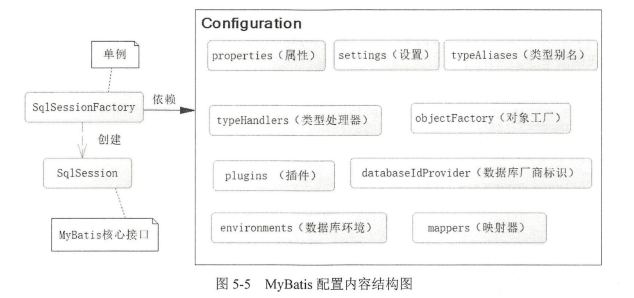 Configuration
单例
properties（属性）
settings（设置）
typeAliases（类型别名）
SqlSessionFactory
依赖
typeHandlers（类型处理器）
objectFactory（对象工厂）
创建
SqlSession
plugins （插件）
databaseIdProvider（数据库厂商标识）
MyBatis核心接口
environments（数据库环境）
mappers（映射器）
图 5-5 MyBatis 配置内容结构图